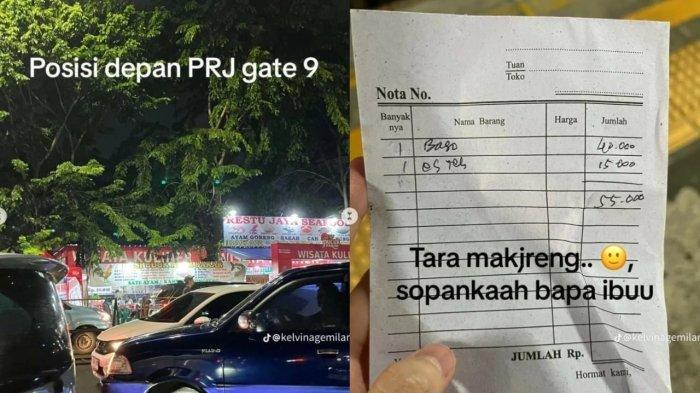 Posisi depan PRJ gate 9
RESTU JAYA SEAFOOD
AYAM GORENG - BAKAR
WISATA KULI
SATE AYAM
@kelvinagemilan
Tuan
Toko
Nota No.
Banyak nya
Nama Barang
Harga
Jumlah
1 Baso 40.000
1 es teh 15.000
55.000
Tara makjreng.. 🙂,
sopankaah bapa ibuu
@kelvinagemilan
JUMLAH Rp.
Hormat kami,